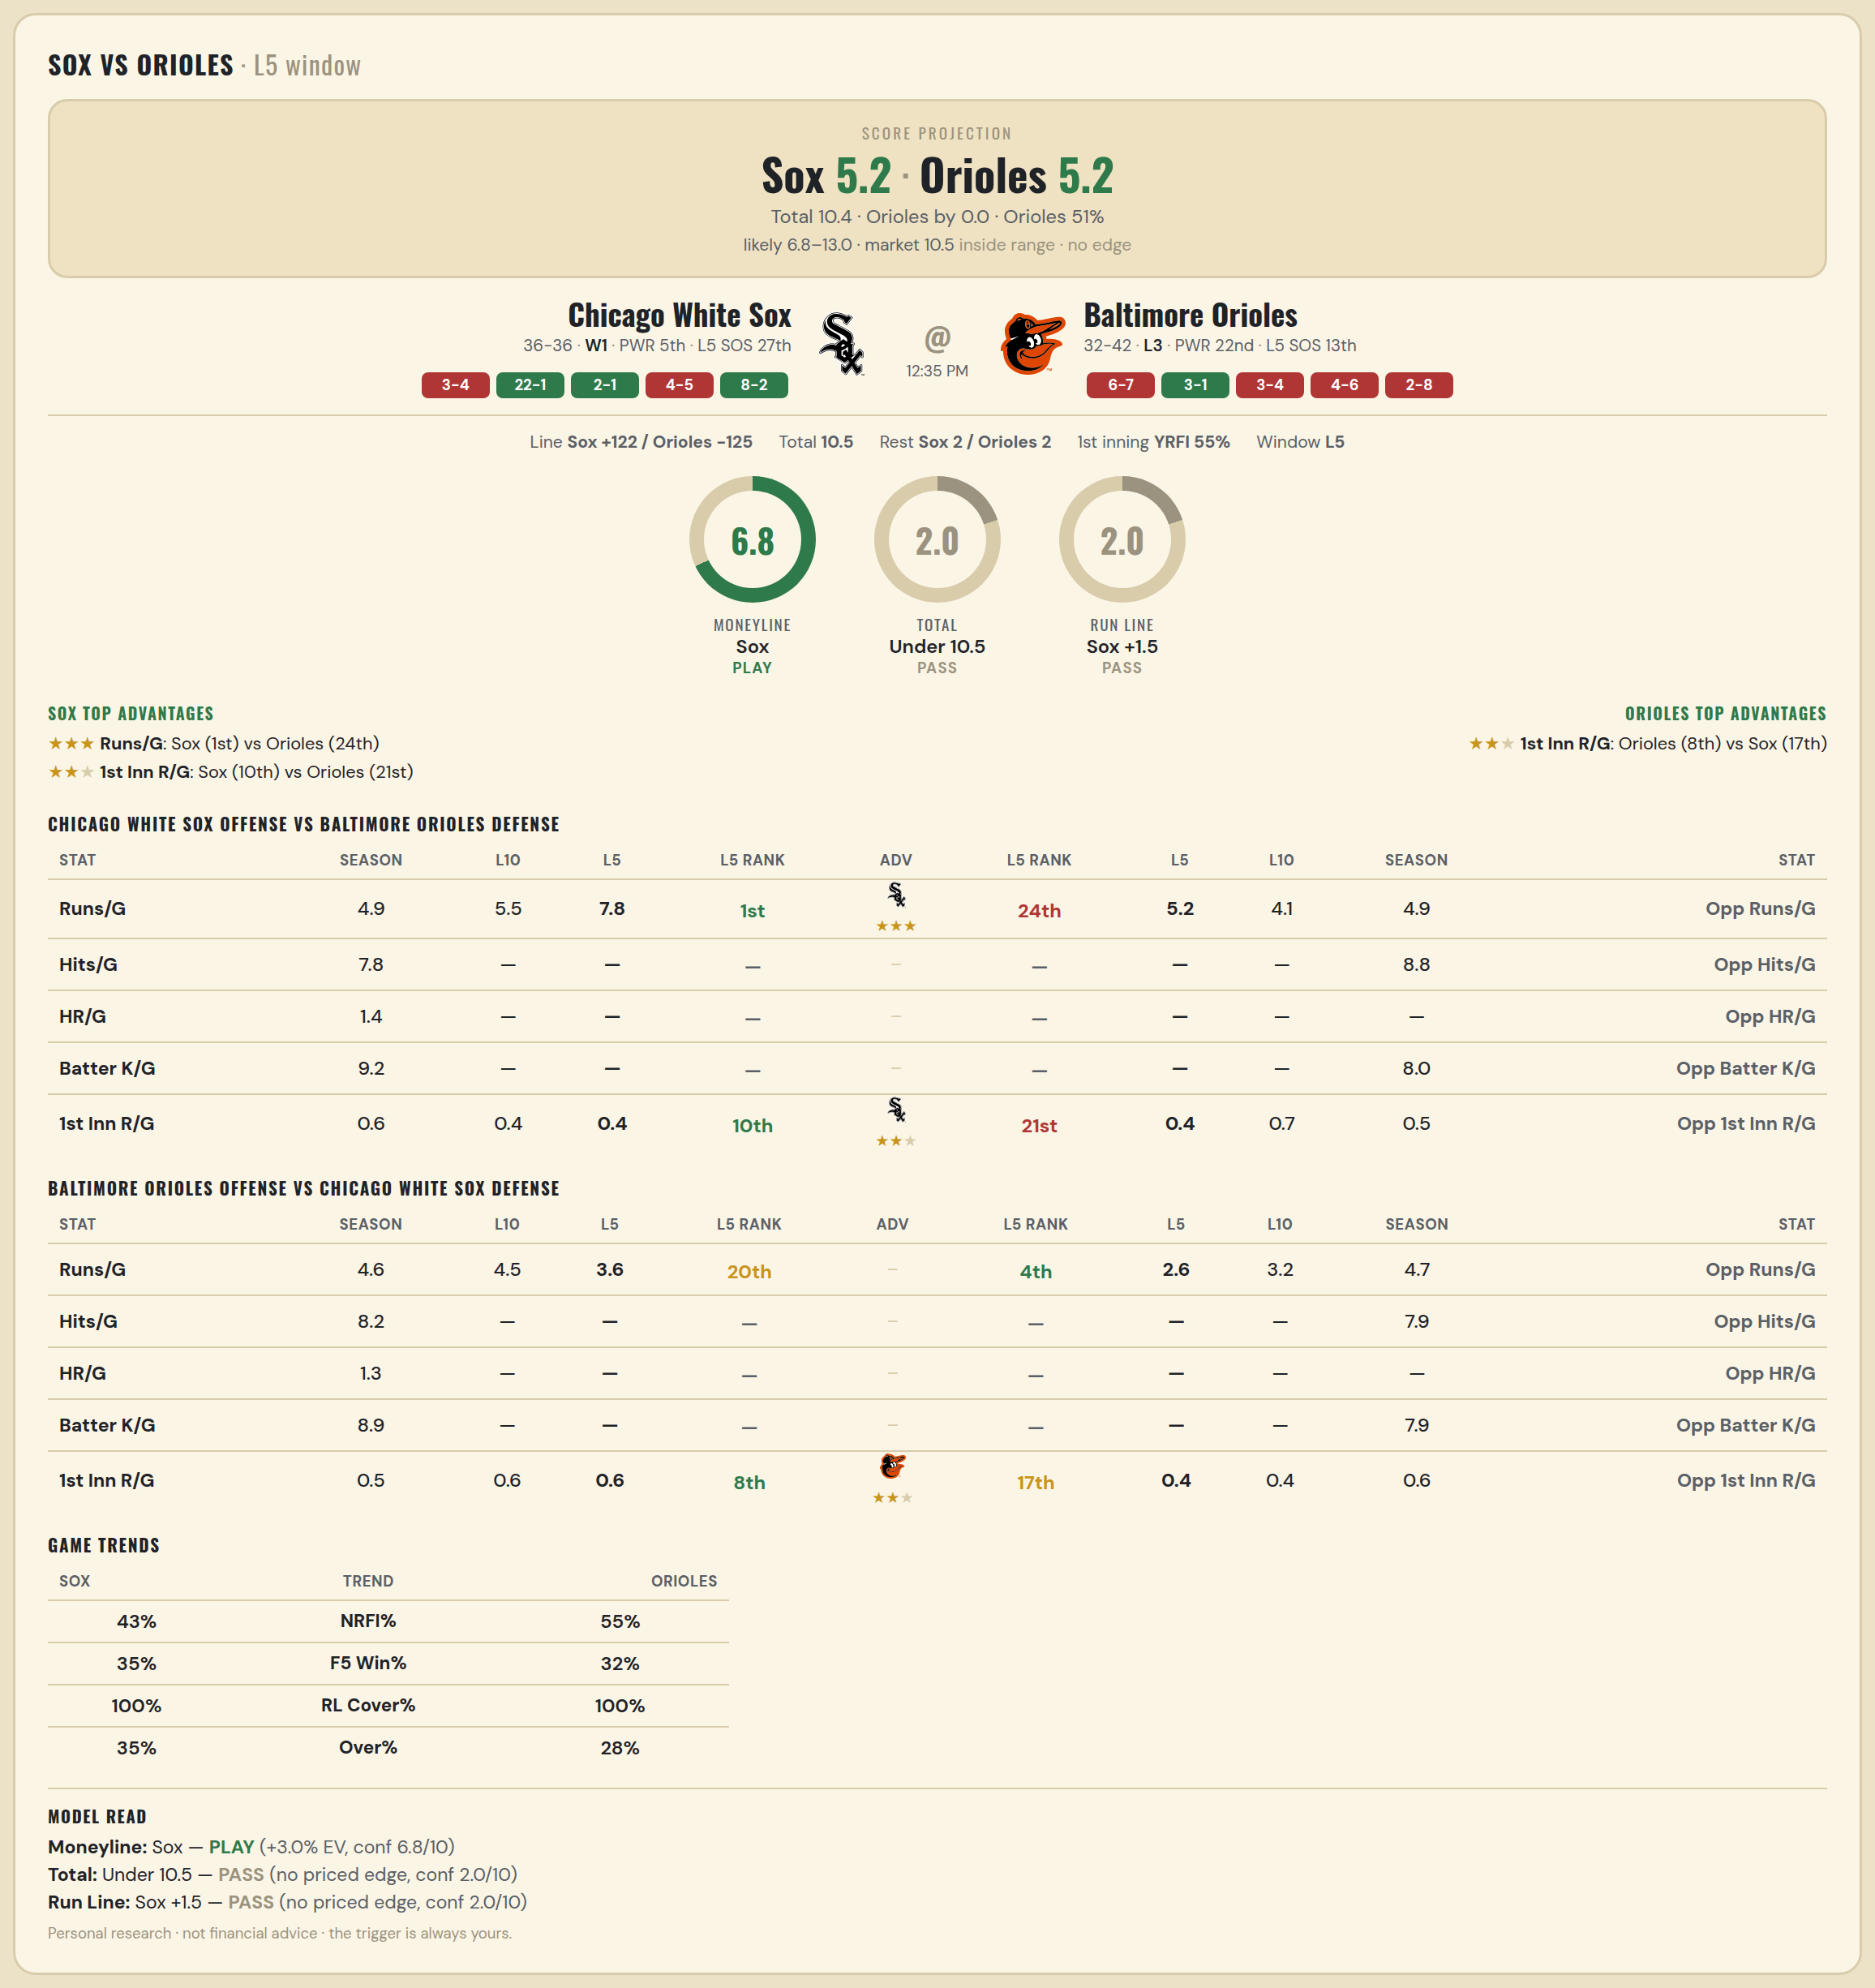 SOX VS ORIOLES · L5 window
SCORE PROJECTION
Sox 5.2 · Orioles 5.2
Total 10.4 · Orioles by 0.0 · Orioles 51%
likely 6.8–13.0 · market 10.5 inside range · no edge
Chicago White Sox
36-36 · W1 · PWR 5th · L5 SOS 27th
3-4 22-1 2-1 4-5 8-2
Sox
@
12:35 PM
Baltimore Orioles
32-42 · L3 · PWR 22nd · L5 SOS 13th
6-7 3-1 3-4 4-6 2-8
Line Sox +122 / Orioles -125 Total 10.5 Rest Sox 2 / Orioles 2 1st inning YRFI 55% Window L5
6.8 2.0 2.0
MONEYLINE TOTAL RUN LINE
Sox Under 10.5 Sox +1.5
PLAY PASS PASS
SOX TOP ADVANTAGES
★★★ Runs/G: Sox (1st) vs Orioles (24th)
★★★ 1st Inn R/G: Sox (10th) vs Orioles (21st)
ORIOLES TOP ADVANTAGES
★★★ 1st Inn R/G: Orioles (8th) vs Sox (17th)
CHICAGO WHITE SOX OFFENSE VS BALTIMORE ORIOLES DEFENSE
STAT SEASON L10 L5 L5 RANK ADV L5 RANK L5 L10 SEASON STAT
Runs/G 4.9 5.5 7.8 1st ★★★ 24th 5.2 4.1 4.9 Opp Runs/G
Hits/G 7.8 — — — — — — — 8.8 Opp Hits/G
HR/G 1.4 — — — — — — — — Opp HR/G
Batter K/G 9.2 — — — — — — — 8.0 Opp Batter K/G
1st Inn R/G 0.6 0.4 0.4 10th ★★★ 21st 0.4 0.7 0.5 Opp 1st Inn R/G
BALTIMORE ORIOLES OFFENSE VS CHICAGO WHITE SOX DEFENSE
STAT SEASON L10 L5 L5 RANK ADV L5 RANK L5 L10 SEASON STAT
Runs/G 4.6 4.5 3.6 20th — 4th 2.6 3.2 4.7 Opp Runs/G
Hits/G 8.2 — — — — — — — 7.9 Opp Hits/G
HR/G 1.3 — — — — — — — — Opp HR/G
Batter K/G 8.9 — — — — — — — 7.9 Opp Batter K/G
1st Inn R/G 0.5 0.6 0.6 8th ★★★ 17th 0.4 0.4 0.6 Opp 1st Inn R/G
GAME TRENDS
SOX TREND ORIOLES
43% NRFI% 55%
35% F5 Win% 32%
100% RL Cover% 100%
35% Over% 28%
MODEL READ
Moneyline: Sox — PLAY (+3.0% EV, conf 6.8/10)
Total: Under 10.5 — PASS (no priced edge, conf 2.0/10)
Run Line: Sox +1.5 — PASS (no priced edge, conf 2.0/10)
Personal research · not financial advice · the trigger is always yours.